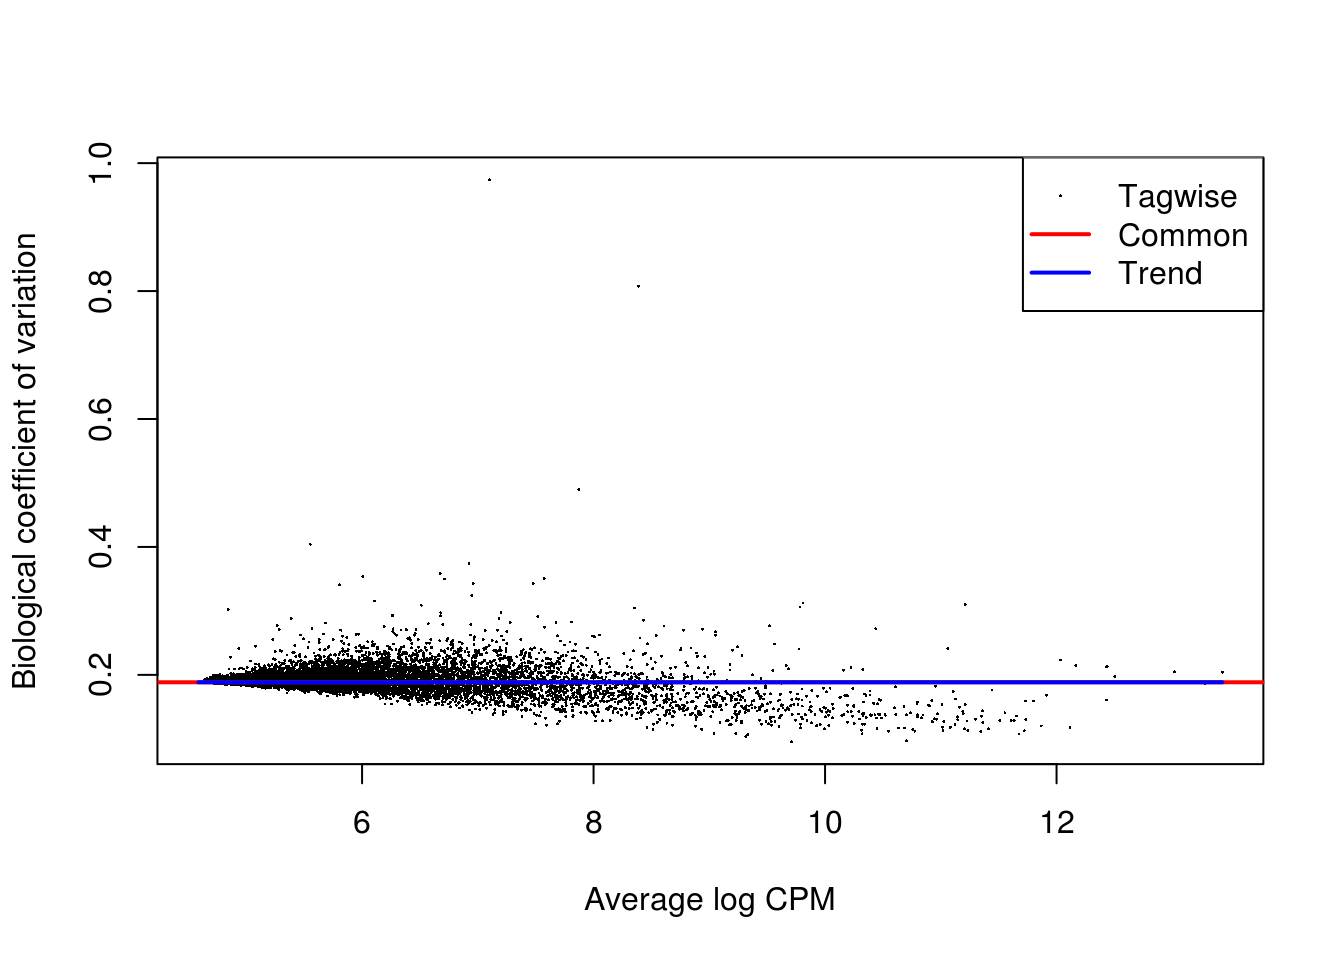 Biological coefficient of variation
1.0
0.8
0.6
0.4
0.2
Tagwise
Common
Trend
6 8 10 12
Average log CPM